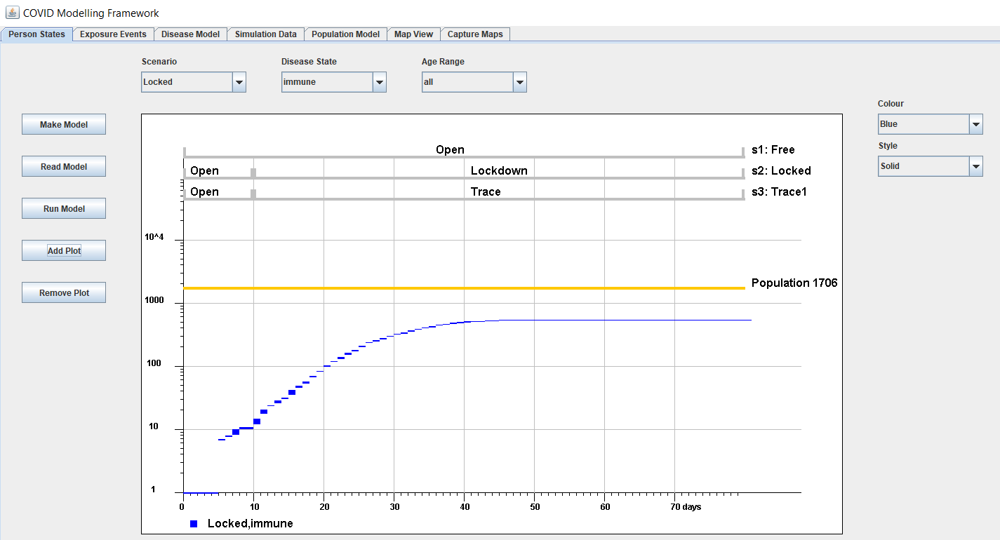 COVID Modelling Framework
Person States Exposure Events Disease Model Simulation Data Population Model Map View Capture Maps
Scenario Disease State Age Range
Locked immune all
Colour
Blue
Style
Solid
Make Model
Read Model
Run Model
Add Plot
Remove Plot
Open s1: Free
Open Lockdown s2: Locked
Open Trace s3: Trace1
10^4
Population 1706
1000
100
10
1
0 10 20 30 40 50 60 70 days
Locked,immune